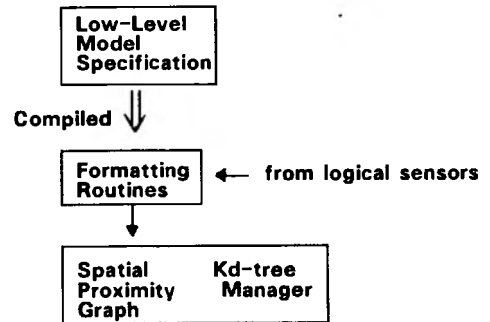 Low-Level
Model
Specification
Compiled
Formatting
Routines
from logical sensors
Spatial Kd-tree
Proximity Manager
Graph